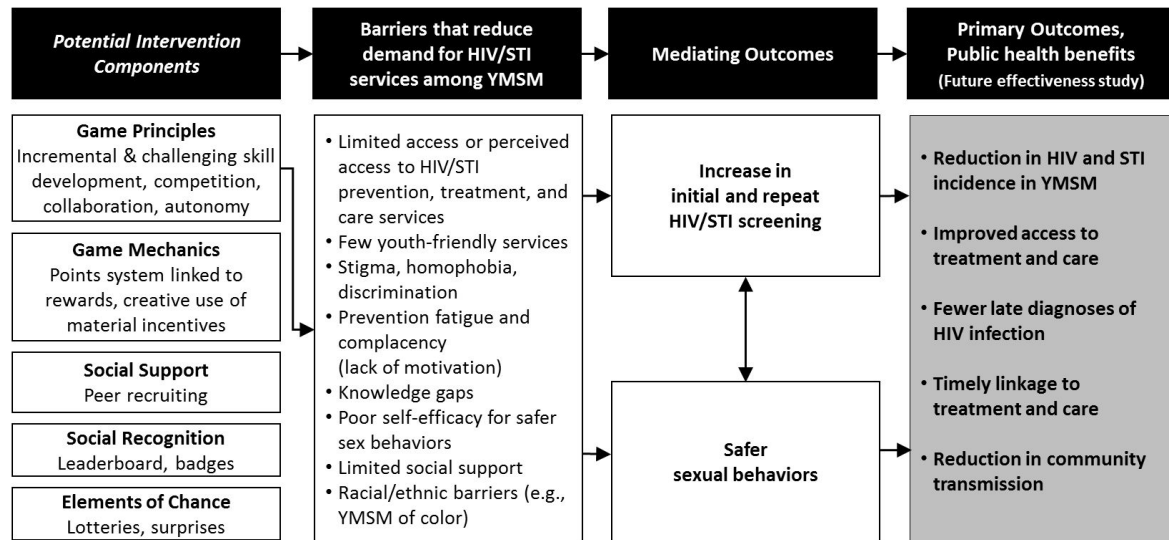 Potential Intervention
Components
Barriers that reduce
demand for HIV/STI
services among YMSM
Mediating Outcomes
Primary Outcomes,
Public health benefits
(Future effectiveness study)
Game Principles
Incremental & challenging skill
development, competition,
collaboration, autonomy
Game Mechanics
Points system linked to
rewards, creative use of
material incentives
Social Support
Peer recruiting
Social Recognition
Leaderboard, badges
Elements of Chance
Lotteries, surprises
• Limited access or perceived
access to HIV/STI
prevention, treatment, and
care services
• Few youth-friendly services
• Stigma, homophobia,
discrimination
• Prevention fatigue and
complacency
(lack of motivation)
• Knowledge gaps
• Poor self-efficacy for safer
sex behaviors
• Limited social support
• Racial/ethnic barriers (e.g.,
YMSM of color)
Increase in
initial and repeat
HIV/STI screening
Safer
sexual behaviors
• Reduction in HIV and STI
incidence in YMSM
• Improved access to
treatment and care
• Fewer late diagnoses of
HIV infection
• Timely linkage to
treatment and care
• Reduction in community
transmission